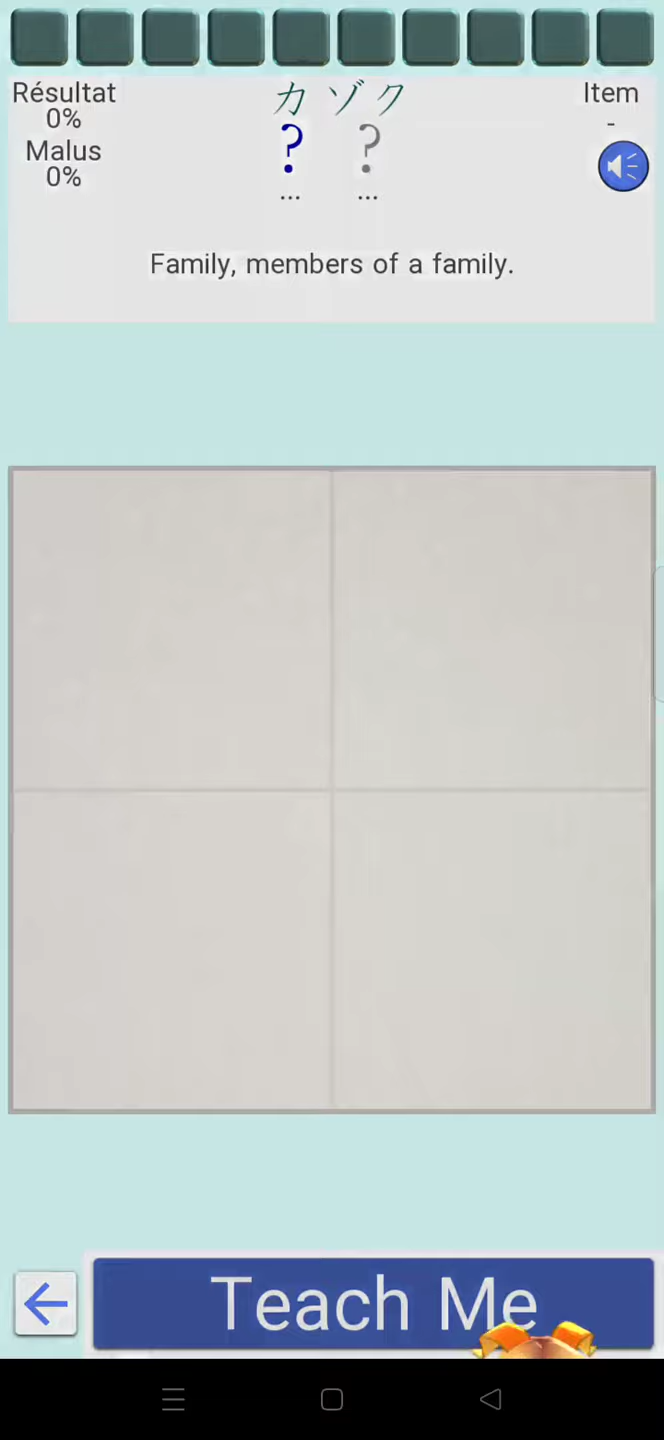 Résultat
0%
Malus
0%
カ ゾ ク
? ?
... ...
Item
-
Family, members of a family.
Teach Me